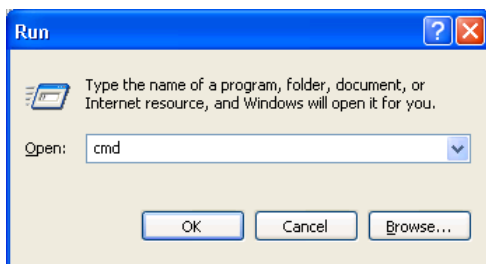 Run
Type the name of a program, folder, document, or
Internet resource, and Windows will open it for you.
Open: cmd
OK Cancel Browse...